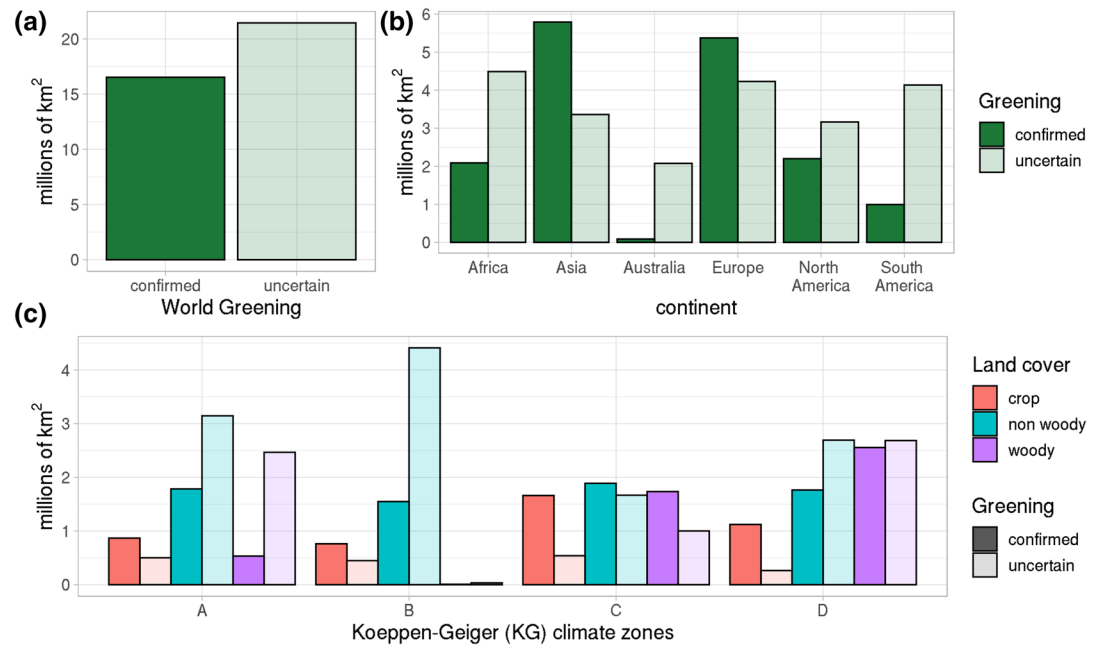 (a)
millions of km²
20
15
10
5
0
confirmed uncertain
World Greening
(b)
millions of km²
6
5
4
3
2
1
0
Africa Asia Australia Europe North America South America
continent
Greening
confirmed
uncertain
(c)
millions of km²
4
3
2
1
0
A B C D
Koeppen-Geiger (KG) climate zones
Land cover
crop
non woody
woody
Greening
confirmed
uncertain